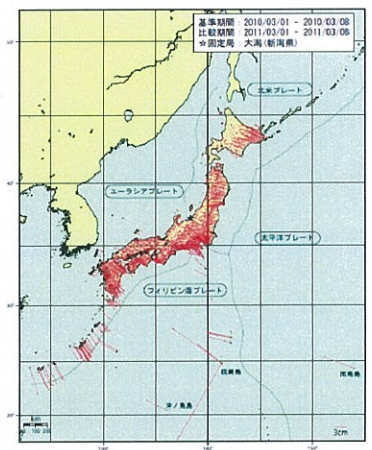 基準期間：2010/03/01 - 2010/03/08
比較期間：2011/03/01 - 2011/03/08
☆固定局：大潟(新潟県)
北米プレート
ユーラシアプレート
太平洋プレート
フィリピン海プレート
硫黄島
南鳥島
沖ノ鳥島
km
3cm